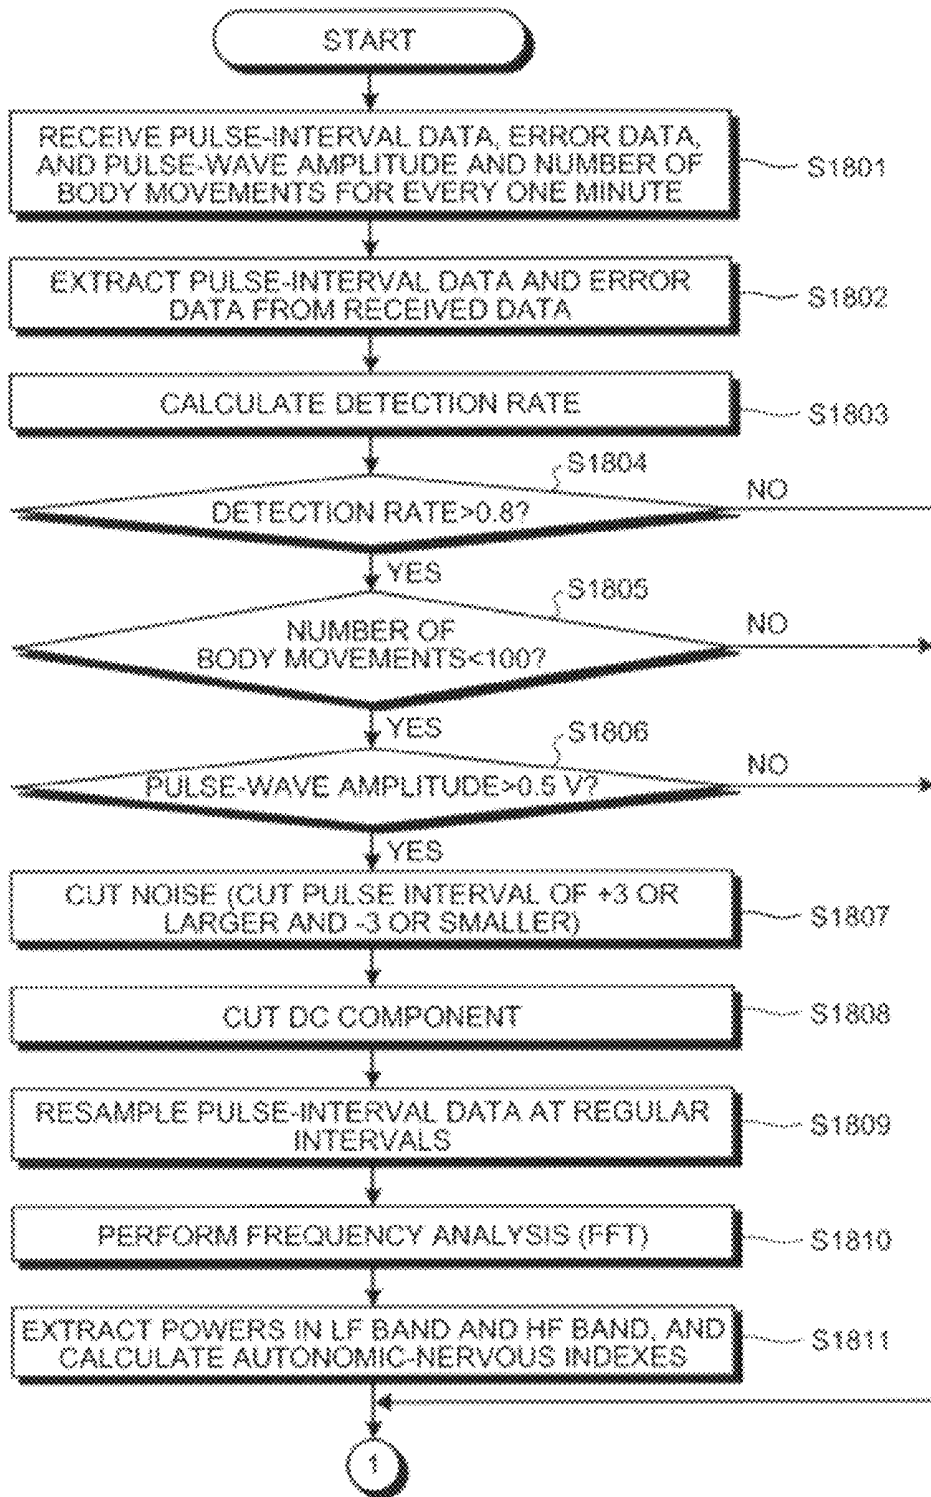 START
RECEIVE PULSE-INTERVAL DATA, ERROR DATA,
AND PULSE-WAVE AMPLITUDE AND NUMBER OF
BODY MOVEMENTS FOR EVERY ONE MINUTE
S1801
EXTRACT PULSE-INTERVAL DATA AND ERROR
DATA FROM RECEIVED DATA
S1802
CALCULATE DETECTION RATE
S1803
S1804
DETECTION RATE>0.8?
NO
YES
S1805
NUMBER OF
BODY MOVEMENTS<100?
NO
YES
S1806
PULSE-WAVE AMPLITUDE>0.5 V?
NO
YES
CUT NOISE (CUT PULSE INTERVAL OF +3 OR
LARGER AND -3 OR SMALLER)
S1807
CUT DC COMPONENT
S1808
RESAMPLE PULSE-INTERVAL DATA AT REGULAR
INTERVALS
S1809
PERFORM FREQUENCY ANALYSIS (FFT)
S1810
EXTRACT POWERS IN LF BAND AND HF BAND, AND
CALCULATE AUTONOMIC-NERVOUS INDEXES
S1811
1